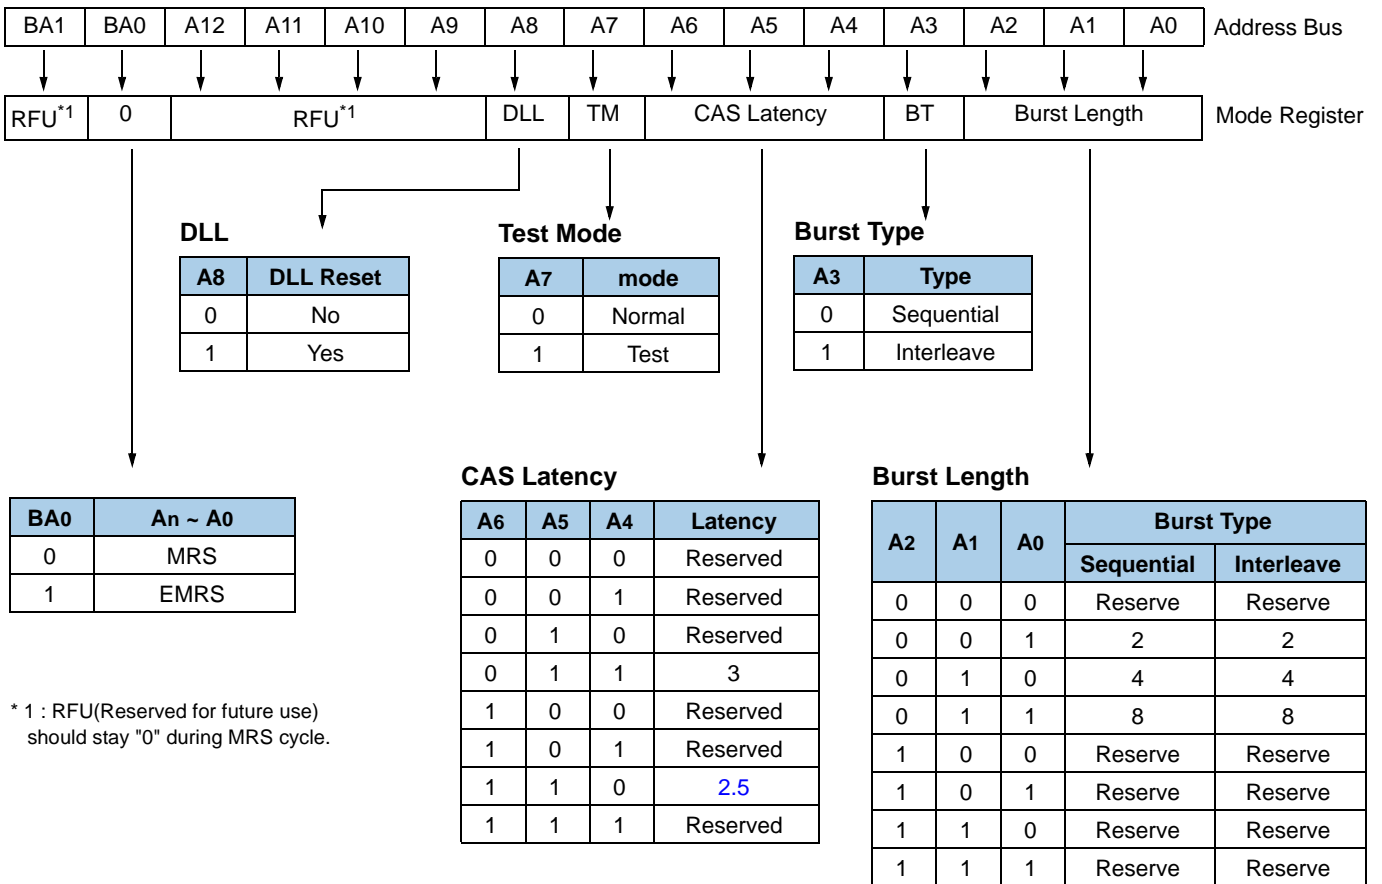 BA1 BA0 A12 A11 A10 A9 A8 A7 A6 A5 A4 A3 A2 A1 A0 Address Bus
RFU*1 0 RFU*1 DLL TM CAS Latency BT Burst Length Mode Register
DLL
A8 DLL Reset
0 No
1 Yes
Test Mode
A7 mode
0 Normal
1 Test
Burst Type
A3 Type
0 Sequential
1 Interleave
BA0 An ~ A0
0 MRS
1 EMRS
* 1 : RFU(Reserved for future use)
should stay "0" during MRS cycle.
CAS Latency
A6 A5 A4 Latency
0 0 0 Reserved
0 0 1 Reserved
0 1 0 Reserved
0 1 1 3
1 0 0 Reserved
1 0 1 Reserved
1 1 0 2.5
1 1 1 Reserved
Burst Length
A2 A1 A0 Burst Type
Sequential Interleave
0 0 0 Reserve Reserve
0 0 1 2 2
0 1 0 4 4
0 1 1 8 8
1 0 0 Reserve Reserve
1 0 1 Reserve Reserve
1 1 0 Reserve Reserve
1 1 1 Reserve Reserve